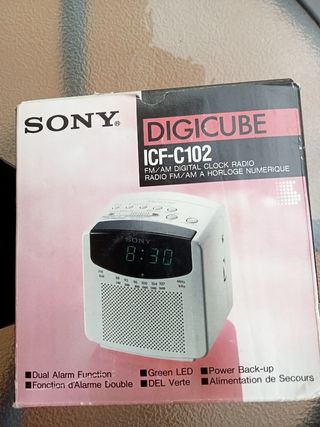 SONY®
DIGICUBE
ICF-C102
FM/AM DIGITAL CLOCK RADIO
RADIO FM/AM A HORLOGE NUMERIQUE
SONY
8:30
■Dual Alarm Function ■Green LED ■Power Back-up
■Fonction d'Alarme Double ■DEL Verte ■Alimentation de Secours